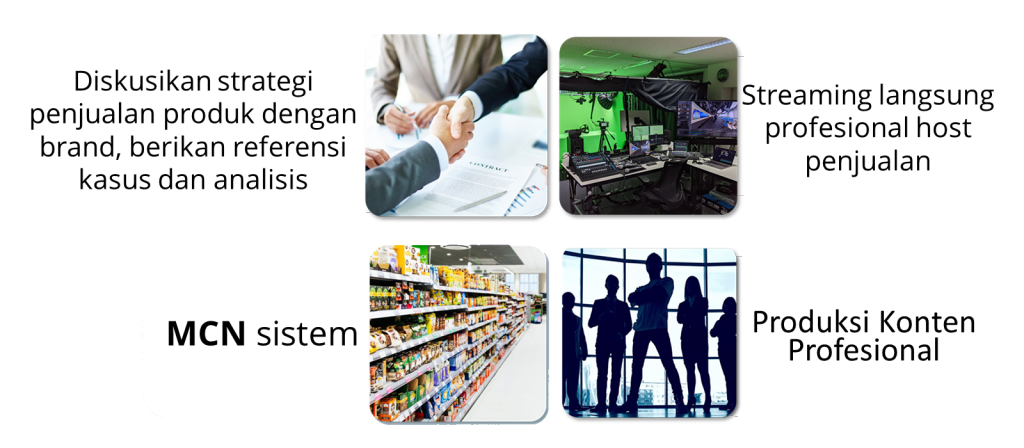 Diskusikan strategi
penjualan produk dengan
brand, berikan referensi
kasus dan analisis
CONTRACT
Streaming langsung
profesional host
penjualan
MCN sistem
Produksi Konten
Profesional